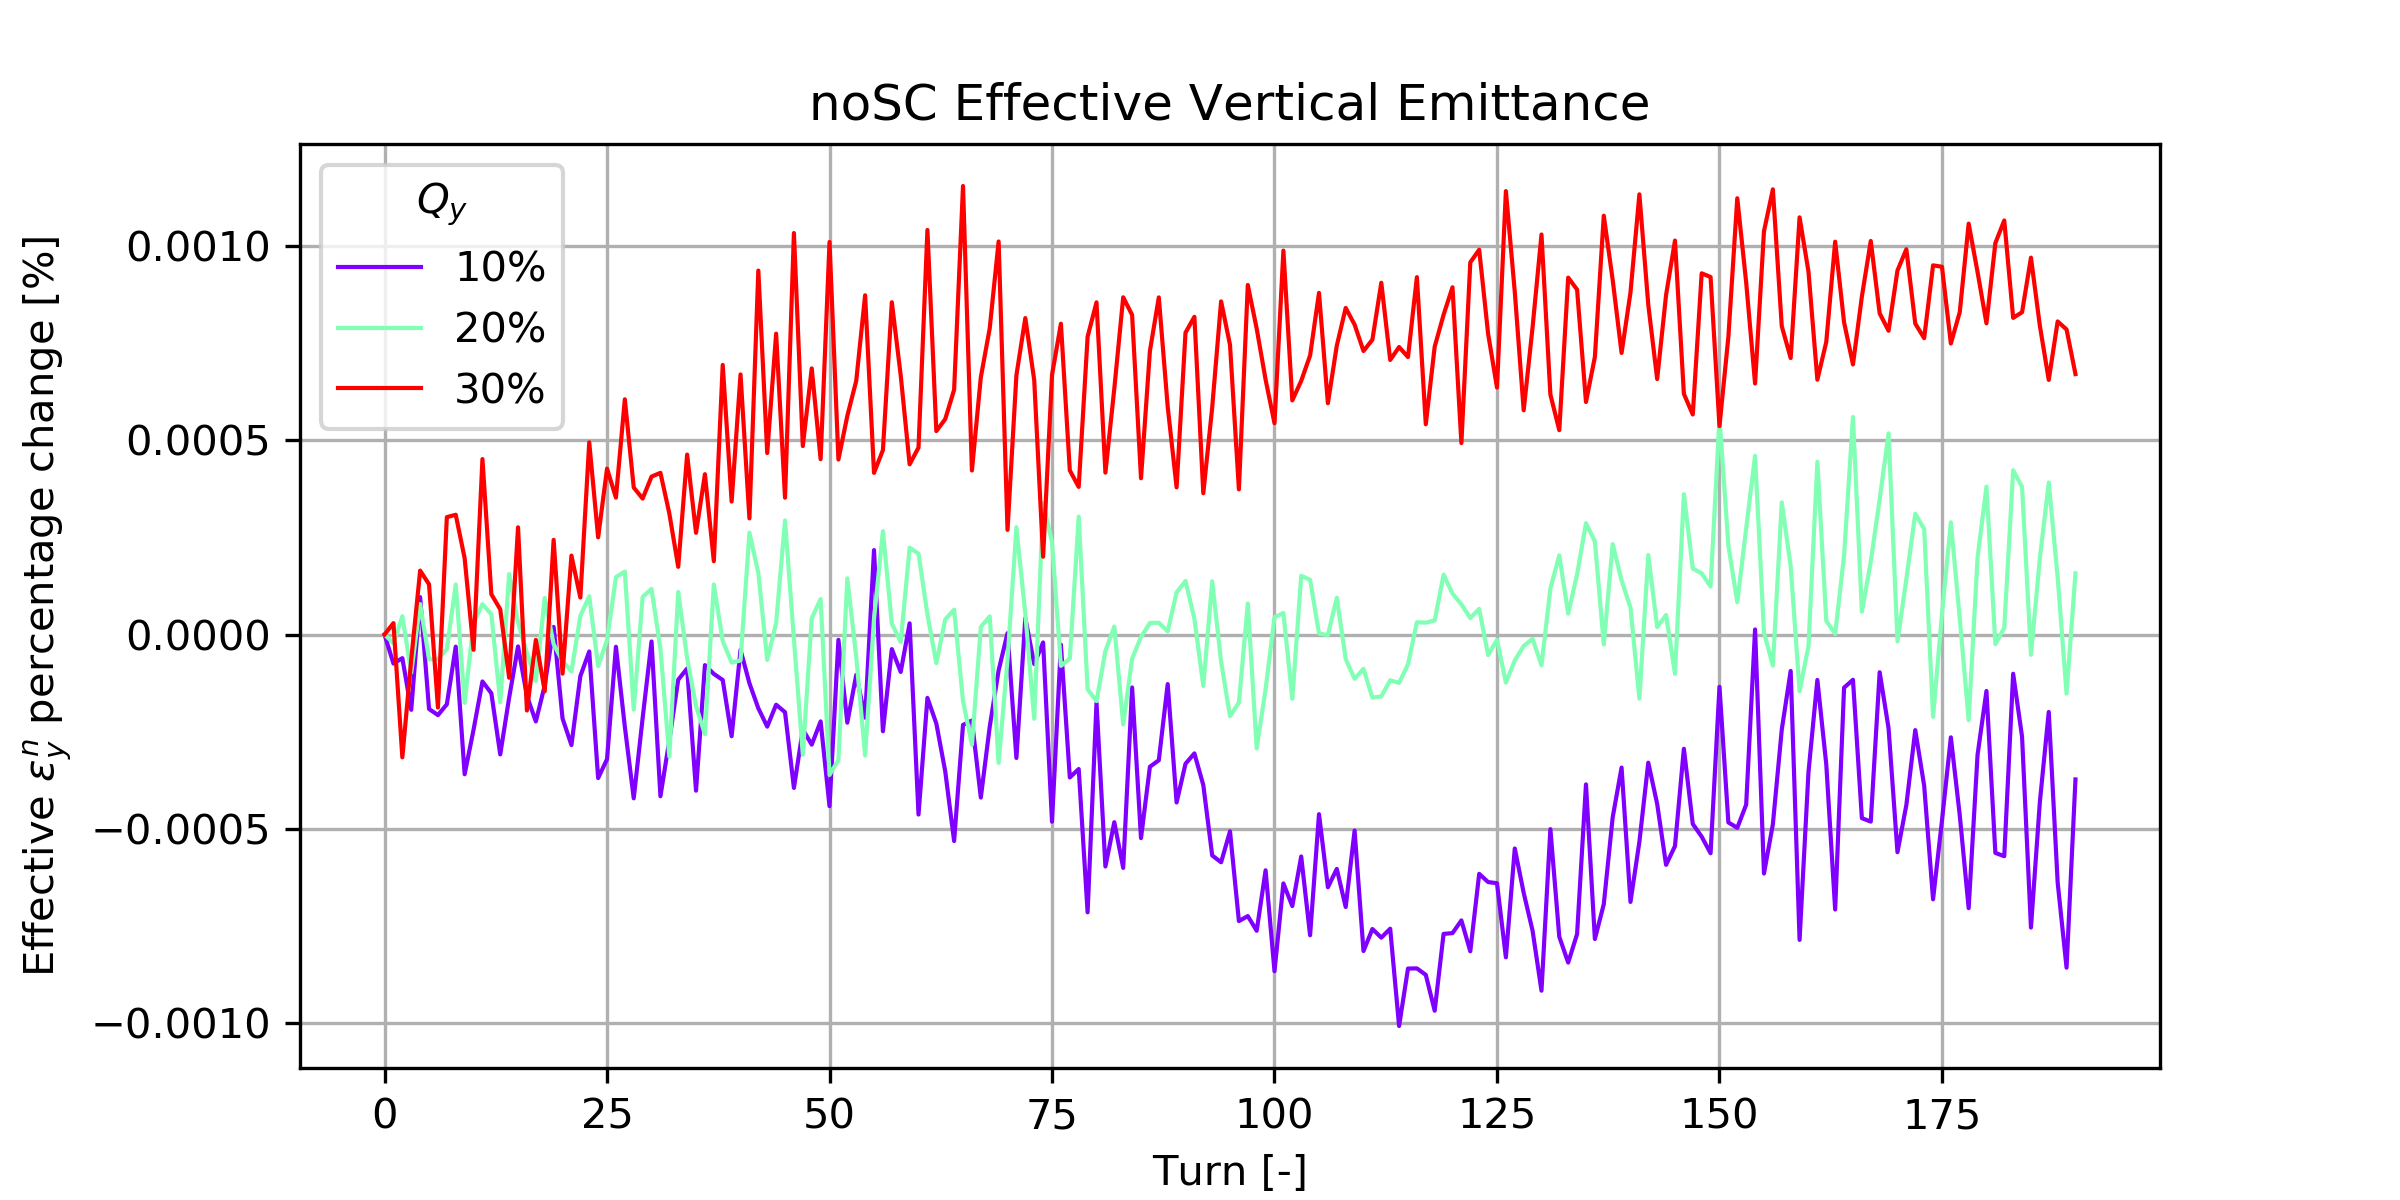 noSC Effective Vertical Emittance
Effective εₙʸ percentage change [%]
0.0010
0.0005
0.0000
−0.0005
−0.0010
Q_y
10%
20%
30%
0 25 50 75 100 125 150 175
Turn [-]